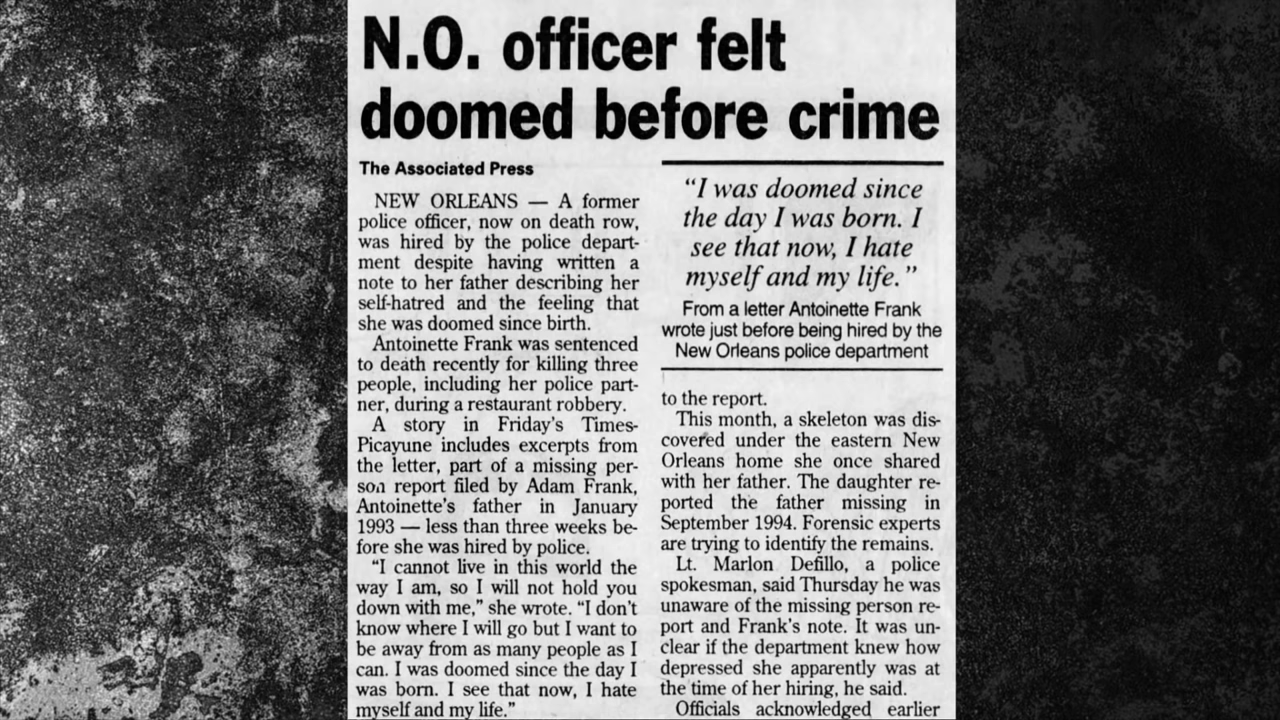 N.O. officer felt
doomed before crime
The Associated Press
NEW ORLEANS — A former
police officer, now on death row,
was hired by the police depart-
ment despite having written a
note to her father describing her
self-hatred and the feeling that
she was doomed since birth.
Antoinette Frank was sentenced
to death recently for killing three
people, including her police part-
ner, during a restaurant robbery.
A story in Friday's Times-
Picayune includes excerpts from
the letter, part of a missing per-
son report filed by Adam Frank,
Antoinette's father in January
1993 — less than three weeks be-
fore she was hired by police.
"I cannot live in this world the
way I am, so I will not hold you
down with me," she wrote. "I don't
know where I will go but I want to
be away from as many people as I
can. I was doomed since the day I
was born. I see that now, I hate
myself and my life."
"I was doomed since
the day I was born. I
see that now, I hate
myself and my life."
From a letter Antoinette Frank
wrote just before being hired by the
New Orleans police department
to the report.
This month, a skeleton was dis-
covered under the eastern New
Orleans home she once shared
with her father. The daughter re-
ported the father missing in
September 1994. Forensic experts
are trying to identify the remains.
Lt. Marlon Defillo, a police
spokesman, said Thursday he was
unaware of the missing person re-
port and Frank's note. It was un-
clear if the department knew how
depressed she apparently was at
the time of her hiring, he said.
Officials acknowledged earlier